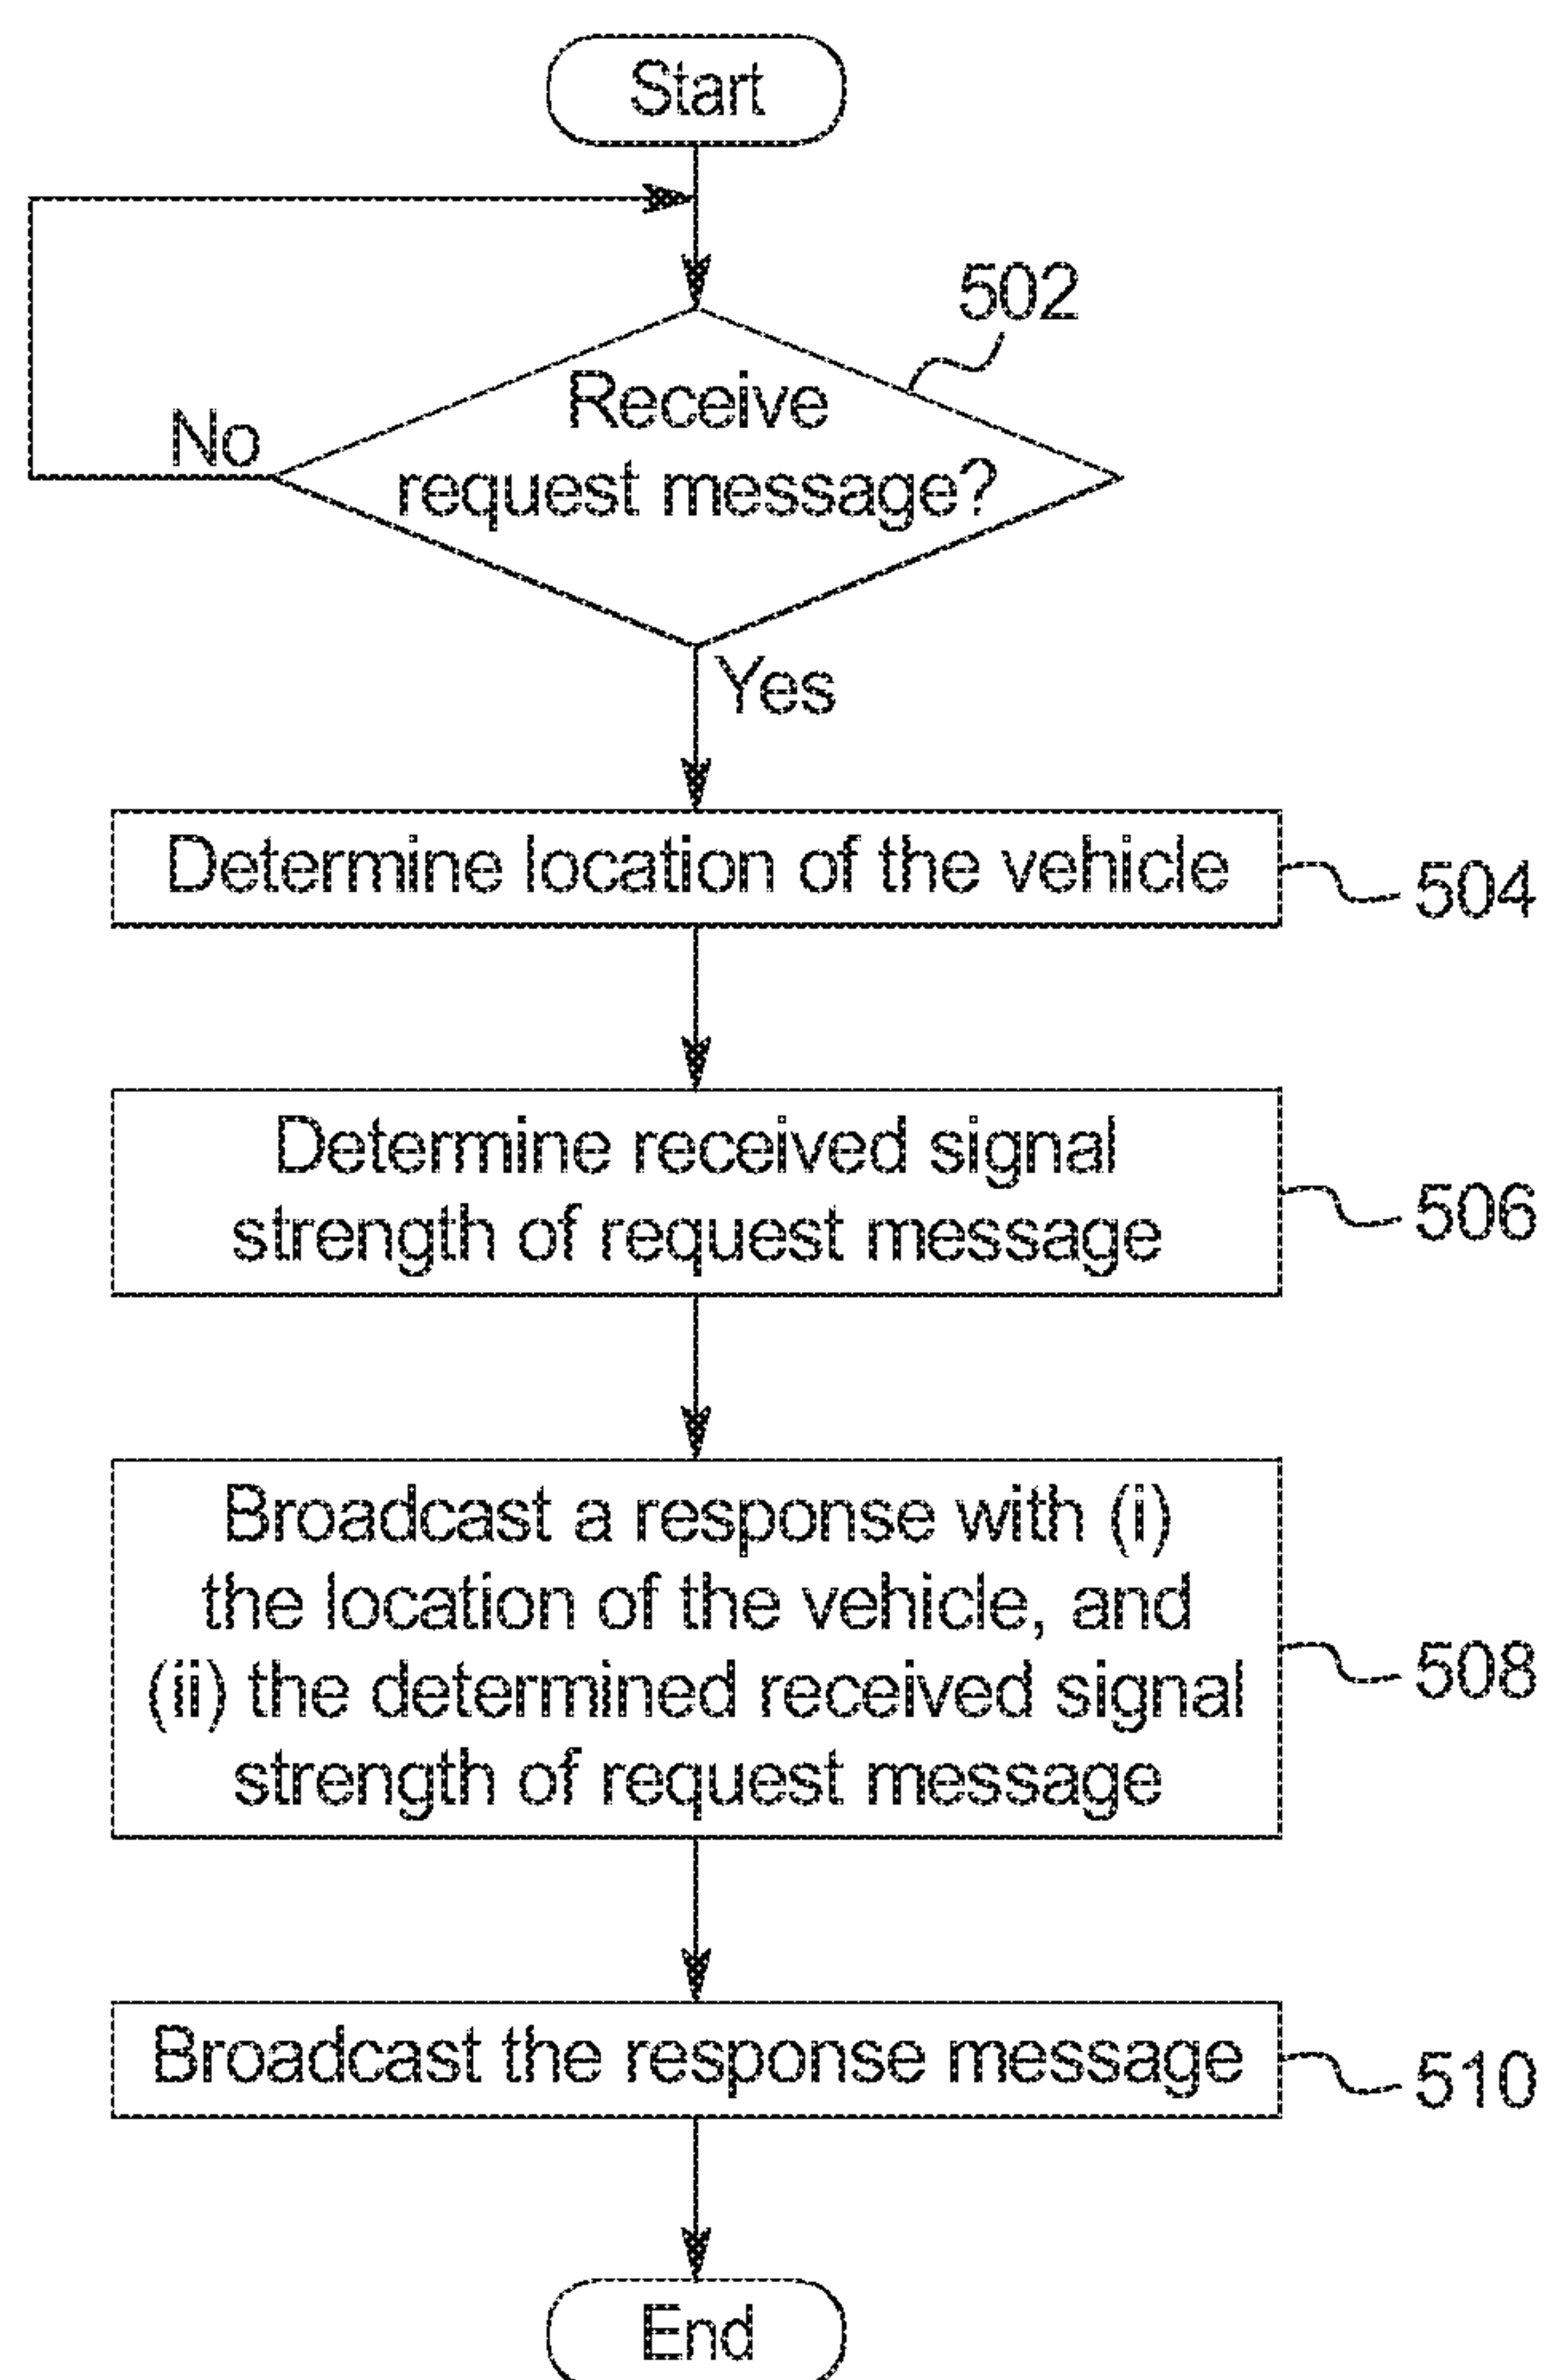 Start
502
Receive
request message?
No
Yes
Determine location of the vehicle
504
Determine received signal
strength of request message
506
Broadcast a response with (i)
the location of the vehicle, and
(ii) the determined received signal
strength of request message
508
Broadcast the response message
510
End